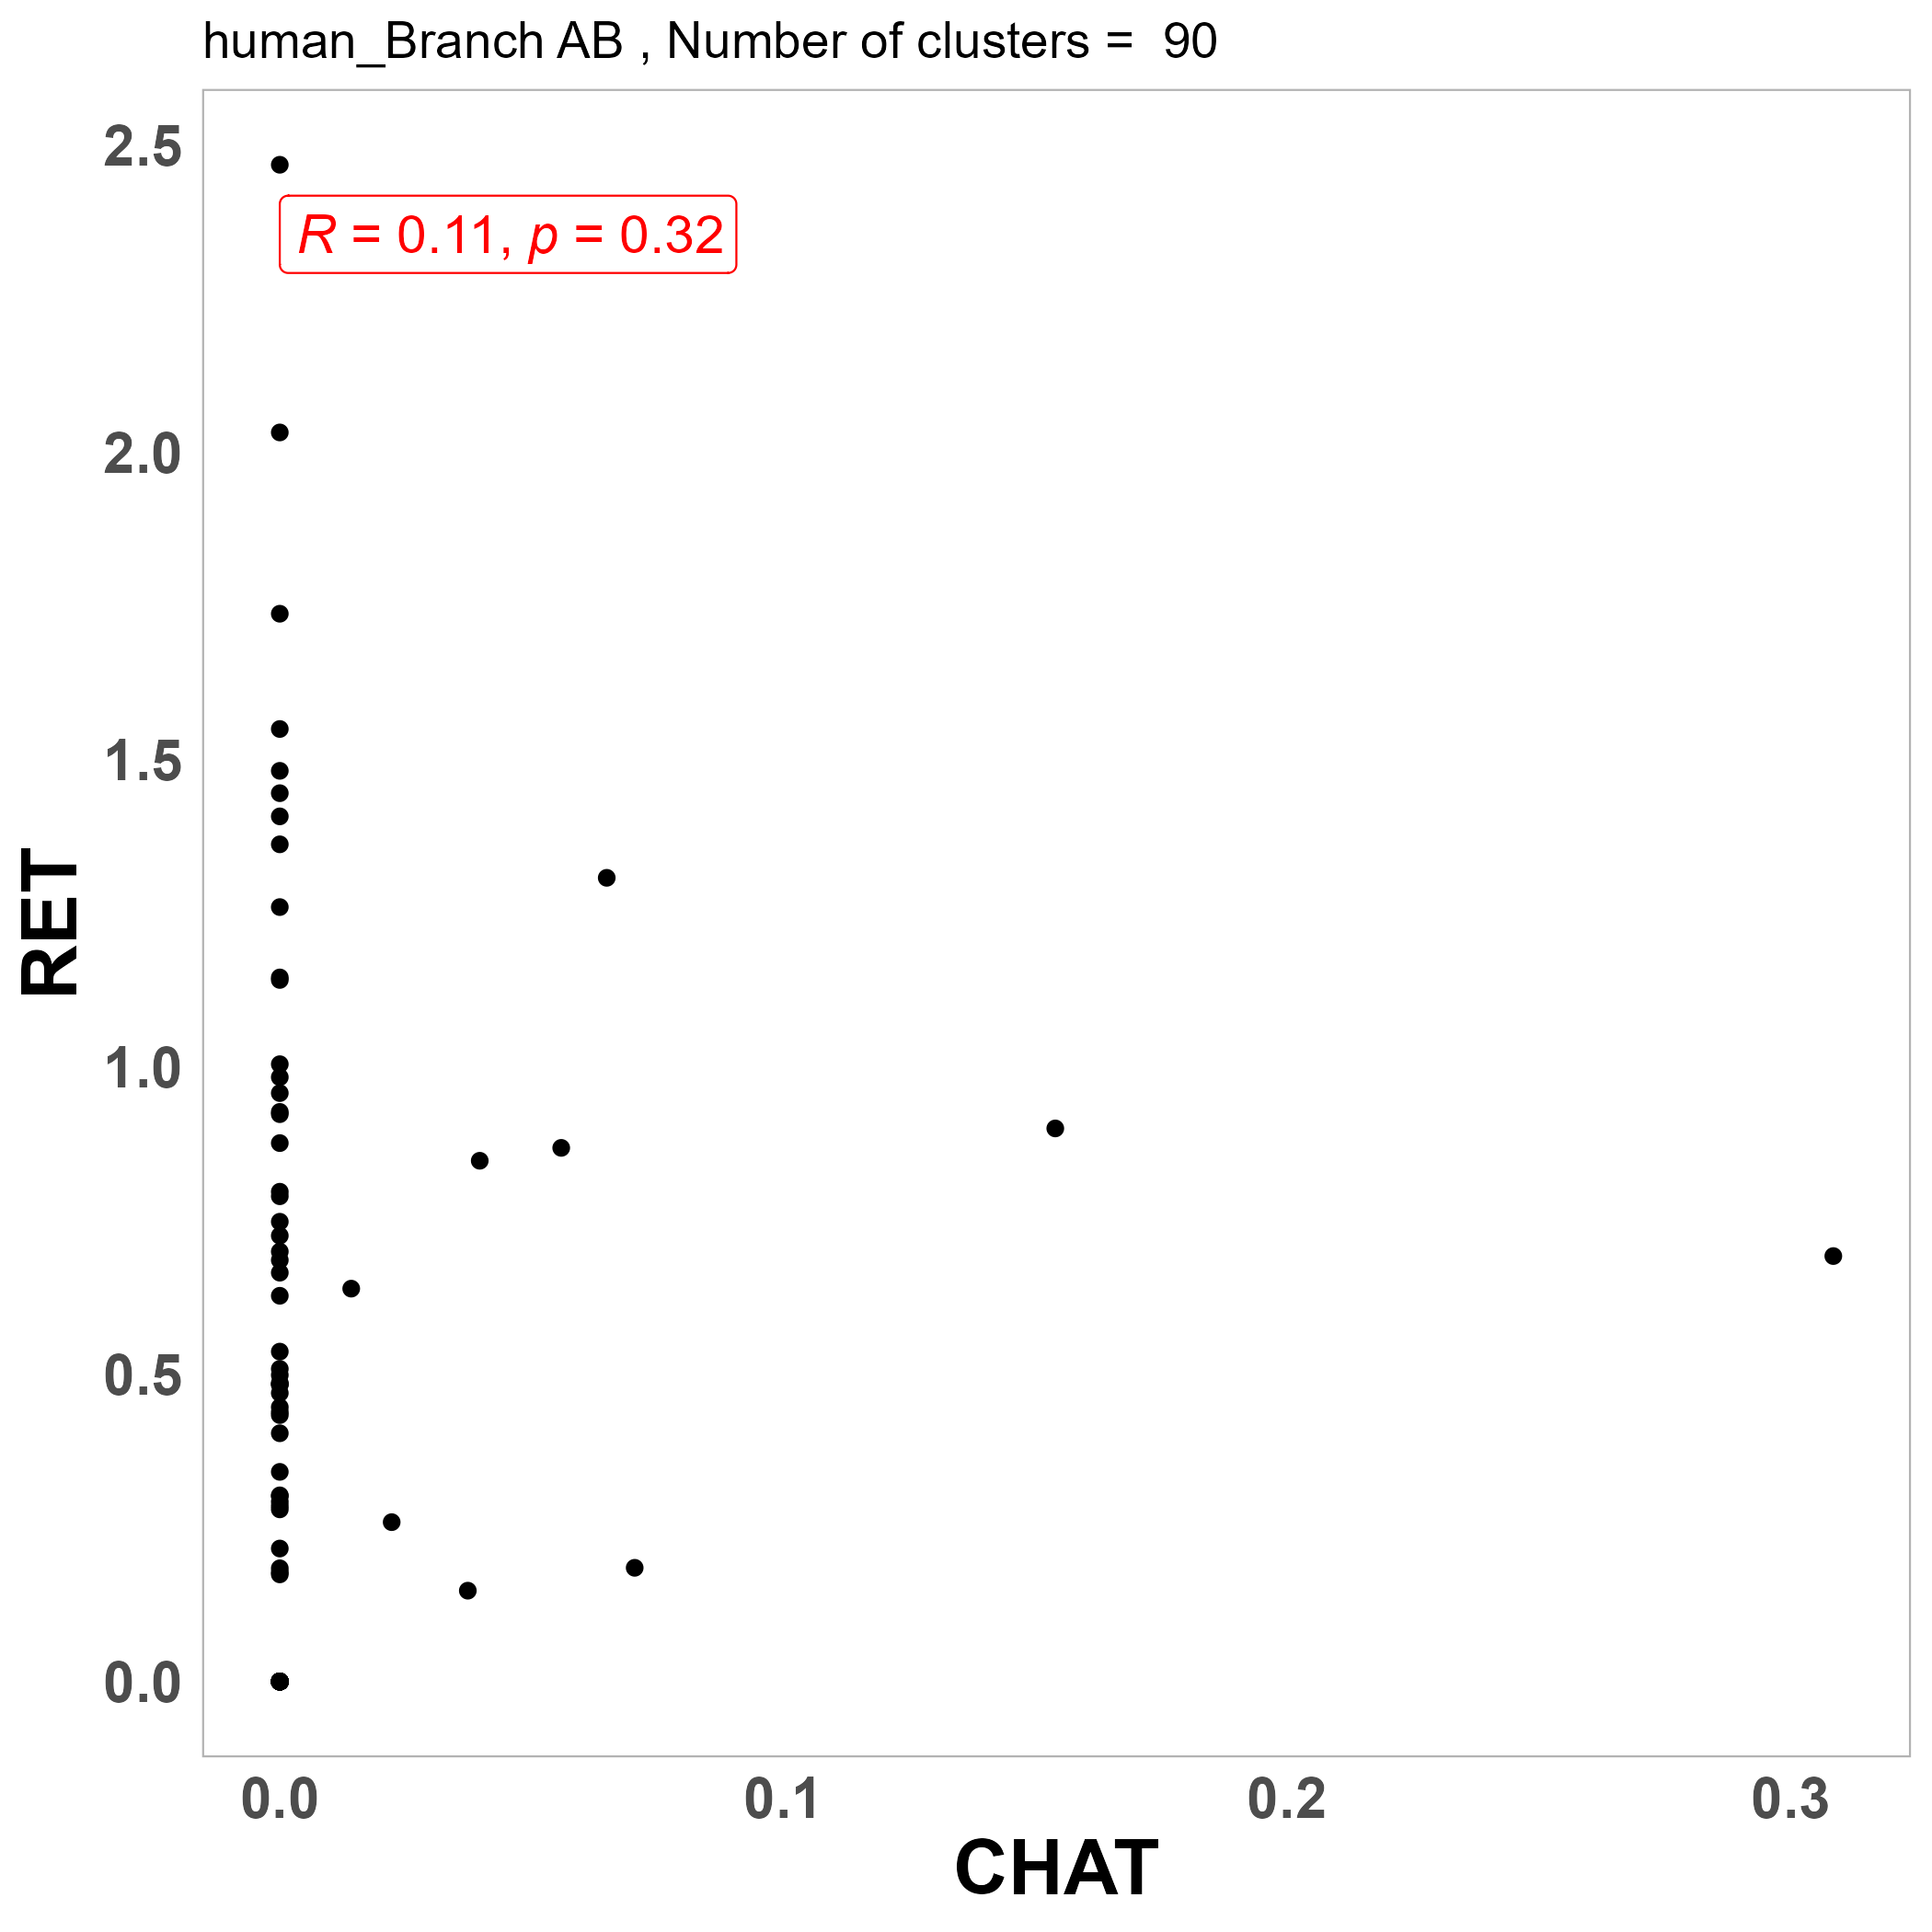 human_Branch AB , Number of clusters =  90
2.5
R = 0.11, p = 0.32
2.0
1.5
RET
1.0
0.5
0.0
0.0 0.1 0.2 0.3
CHAT